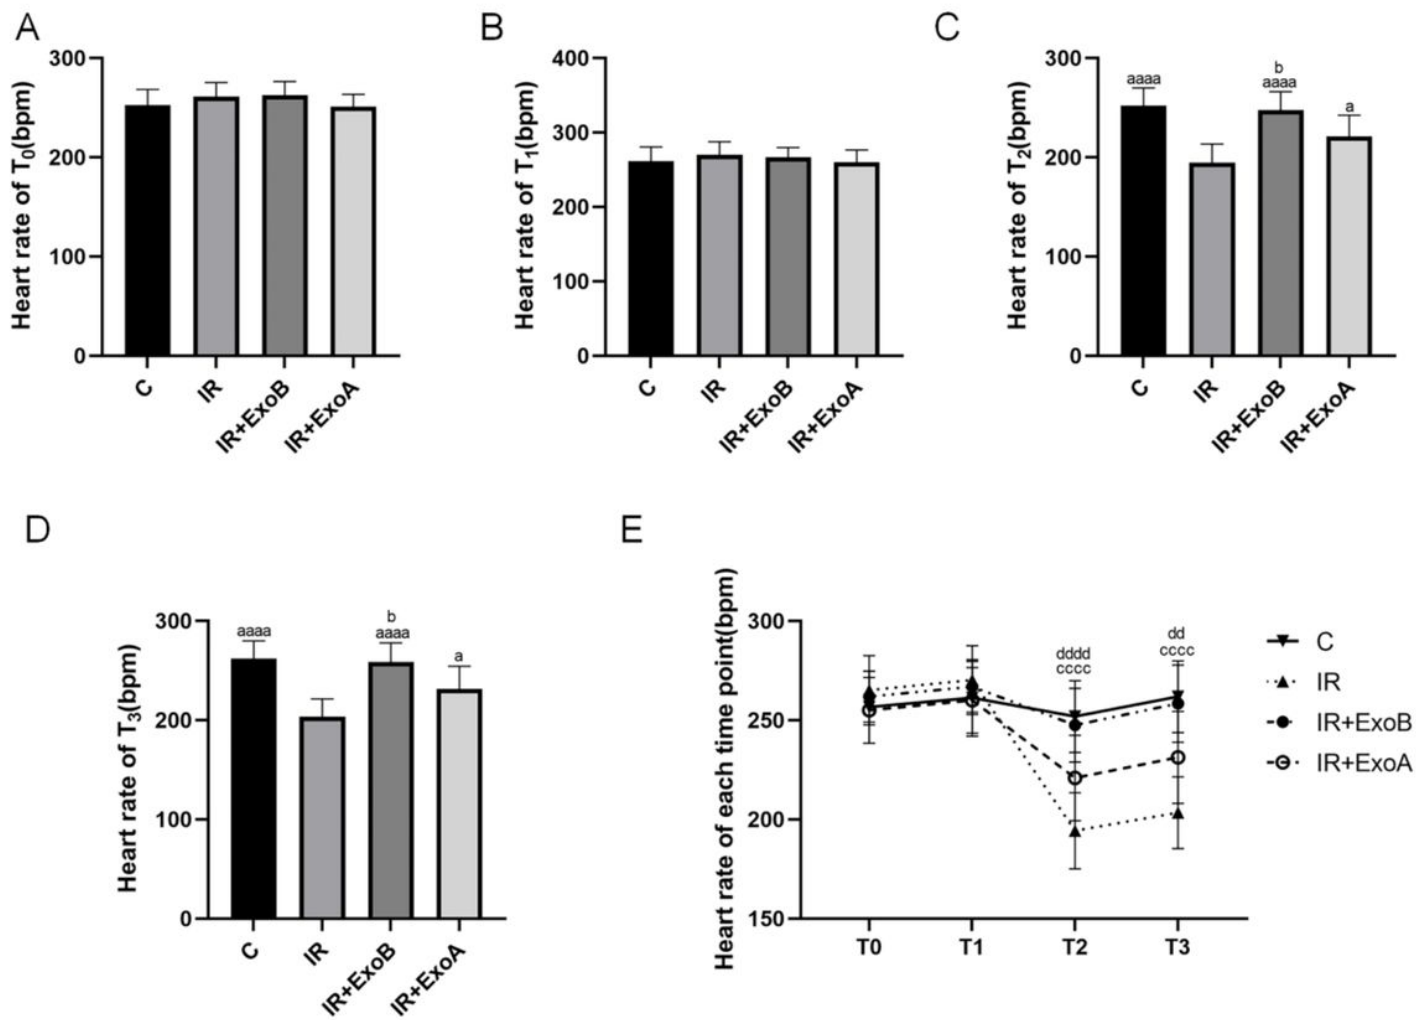 A
Heart rate of T0(bpm)
300
200
100
0
C
IR
IR+ExoB
IR+ExoA
B
Heart rate of T1(bpm)
400
300
200
100
0
C
IR
IR+ExoB
IR+ExoA
C
Heart rate of T2(bpm)
300
200
100
0
aaaa
b
aaaa
a
C
IR
IR+ExoB
IR+ExoA
D
Heart rate of T3(bpm)
300
200
100
0
aaaa
b
aaaa
a
C
IR
IR+ExoB
IR+ExoA
E
Heart rate of each time point(bpm)
300
250
200
150
dddd
cccc
dd
cccc
T0
T1
T2
T3
C
IR
IR+ExoB
IR+ExoA